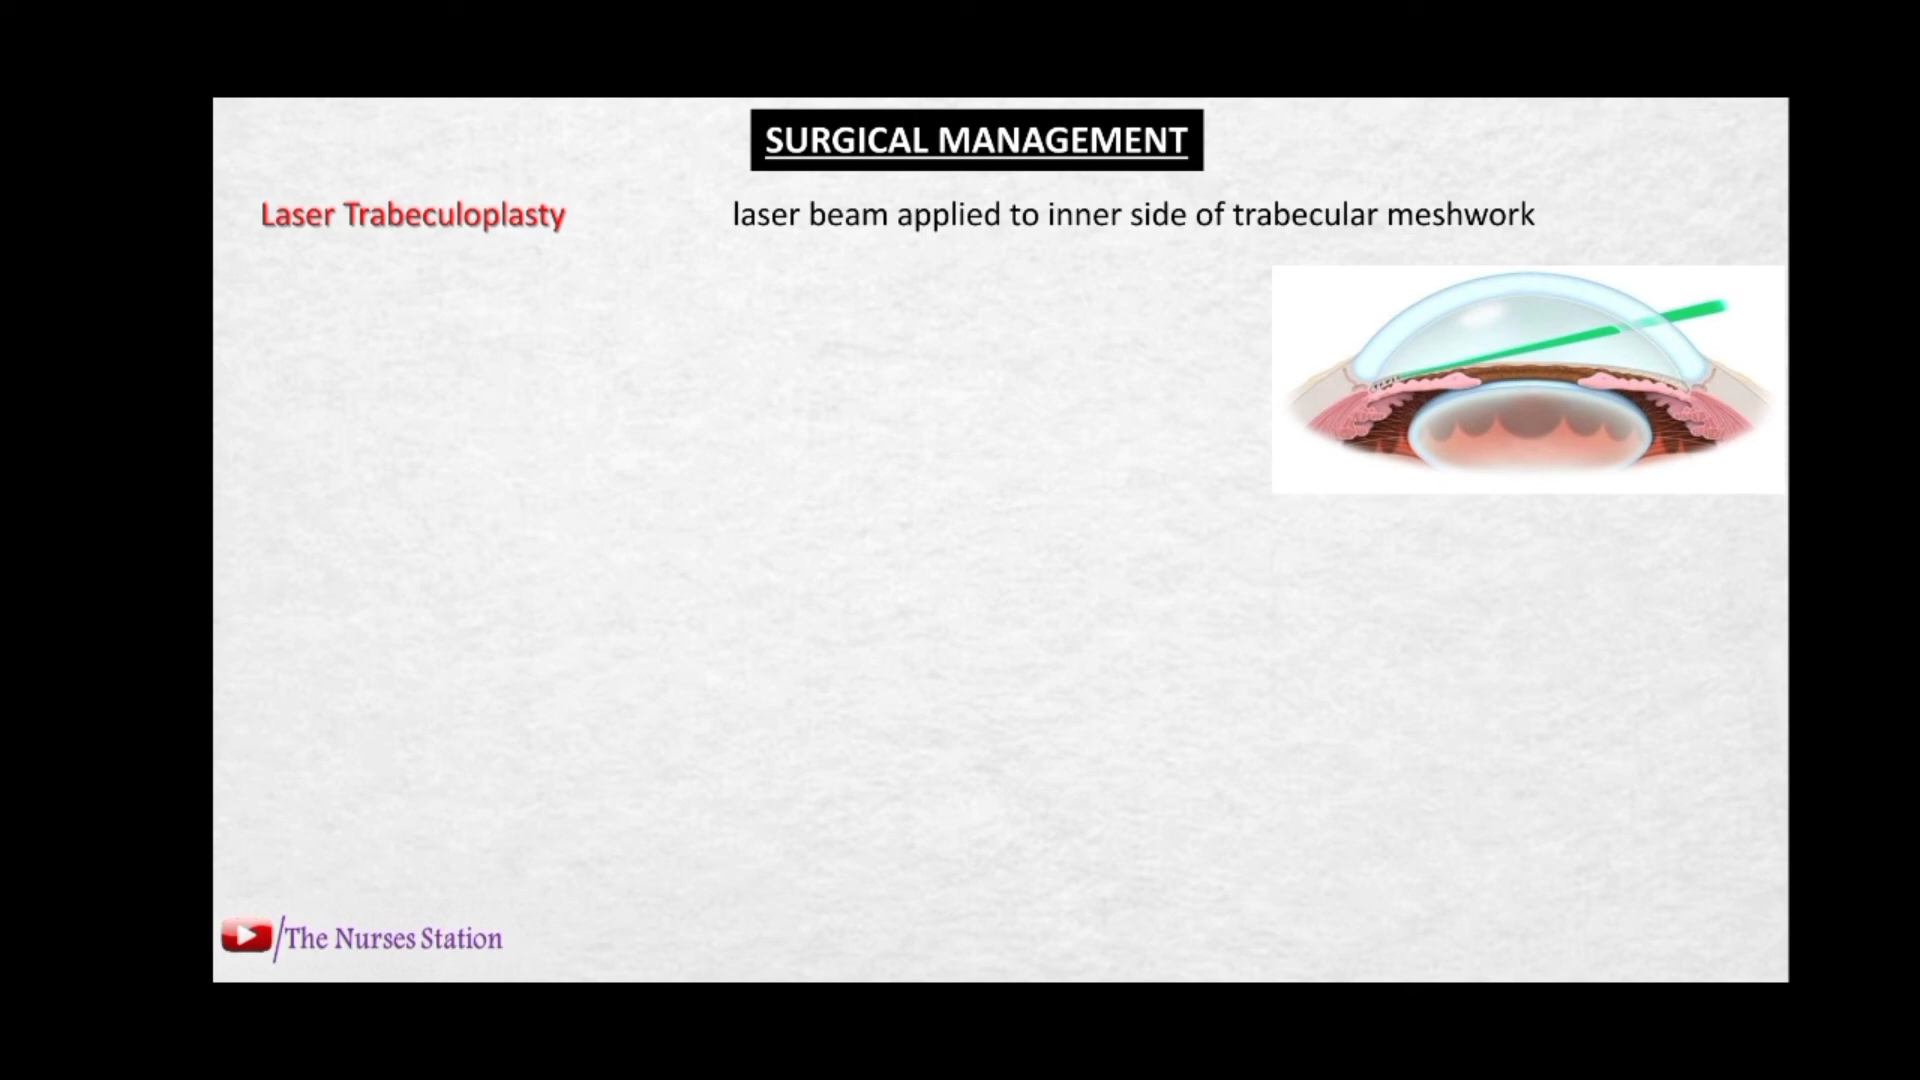 SURGICAL MANAGEMENT
Laser Trabeculoplasty laser beam applied to inner side of trabecular meshwork
/The Nurses Station